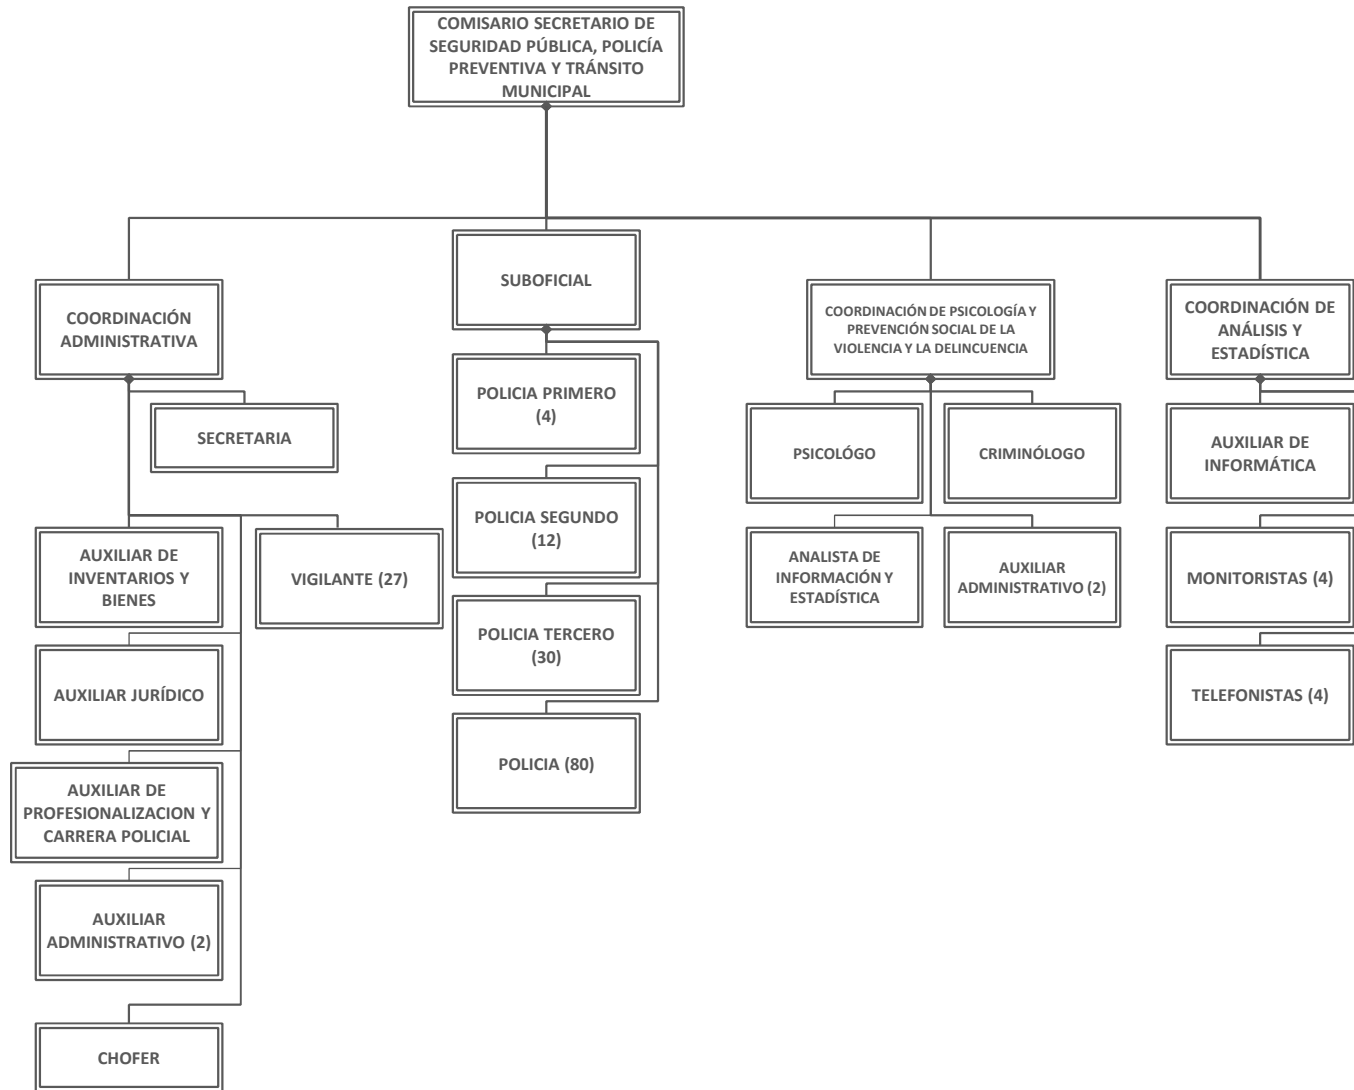 COMISARIO SECRETARIO DE
SEGURIDAD PÚBLICA, POLICÍA
PREVENTIVA Y TRÁNSITO
MUNICIPAL
COORDINACIÓN
ADMINISTRATIVA
SECRETARIA
AUXILIAR DE
INVENTARIOS Y
BIENES
VIGILANTE (27)
AUXILIAR JURÍDICO
AUXILIAR DE
PROFESIONALIZACION Y
CARRERA POLICIAL
AUXILIAR
ADMINISTRATIVO (2)
CHOFER
SUBOFICIAL
POLICIA PRIMERO
(4)
POLICIA SEGUNDO
(12)
POLICIA TERCERO
(30)
POLICIA (80)
COORDINACIÓN DE PSICOLOGÍA Y
PREVENCIÓN SOCIAL DE LA
VIOLENCIA Y LA DELINCUENCIA
PSICOLÓGO
CRIMINÓLOGO
ANALISTA DE
INFORMACIÓN Y
ESTADÍSTICA
AUXILIAR
ADMINISTRATIVO (2)
COORDINACIÓN DE
ANÁLISIS Y
ESTADÍSTICA
AUXILIAR DE
INFORMÁTICA
MONITORISTAS (4)
TELEFONISTAS (4)